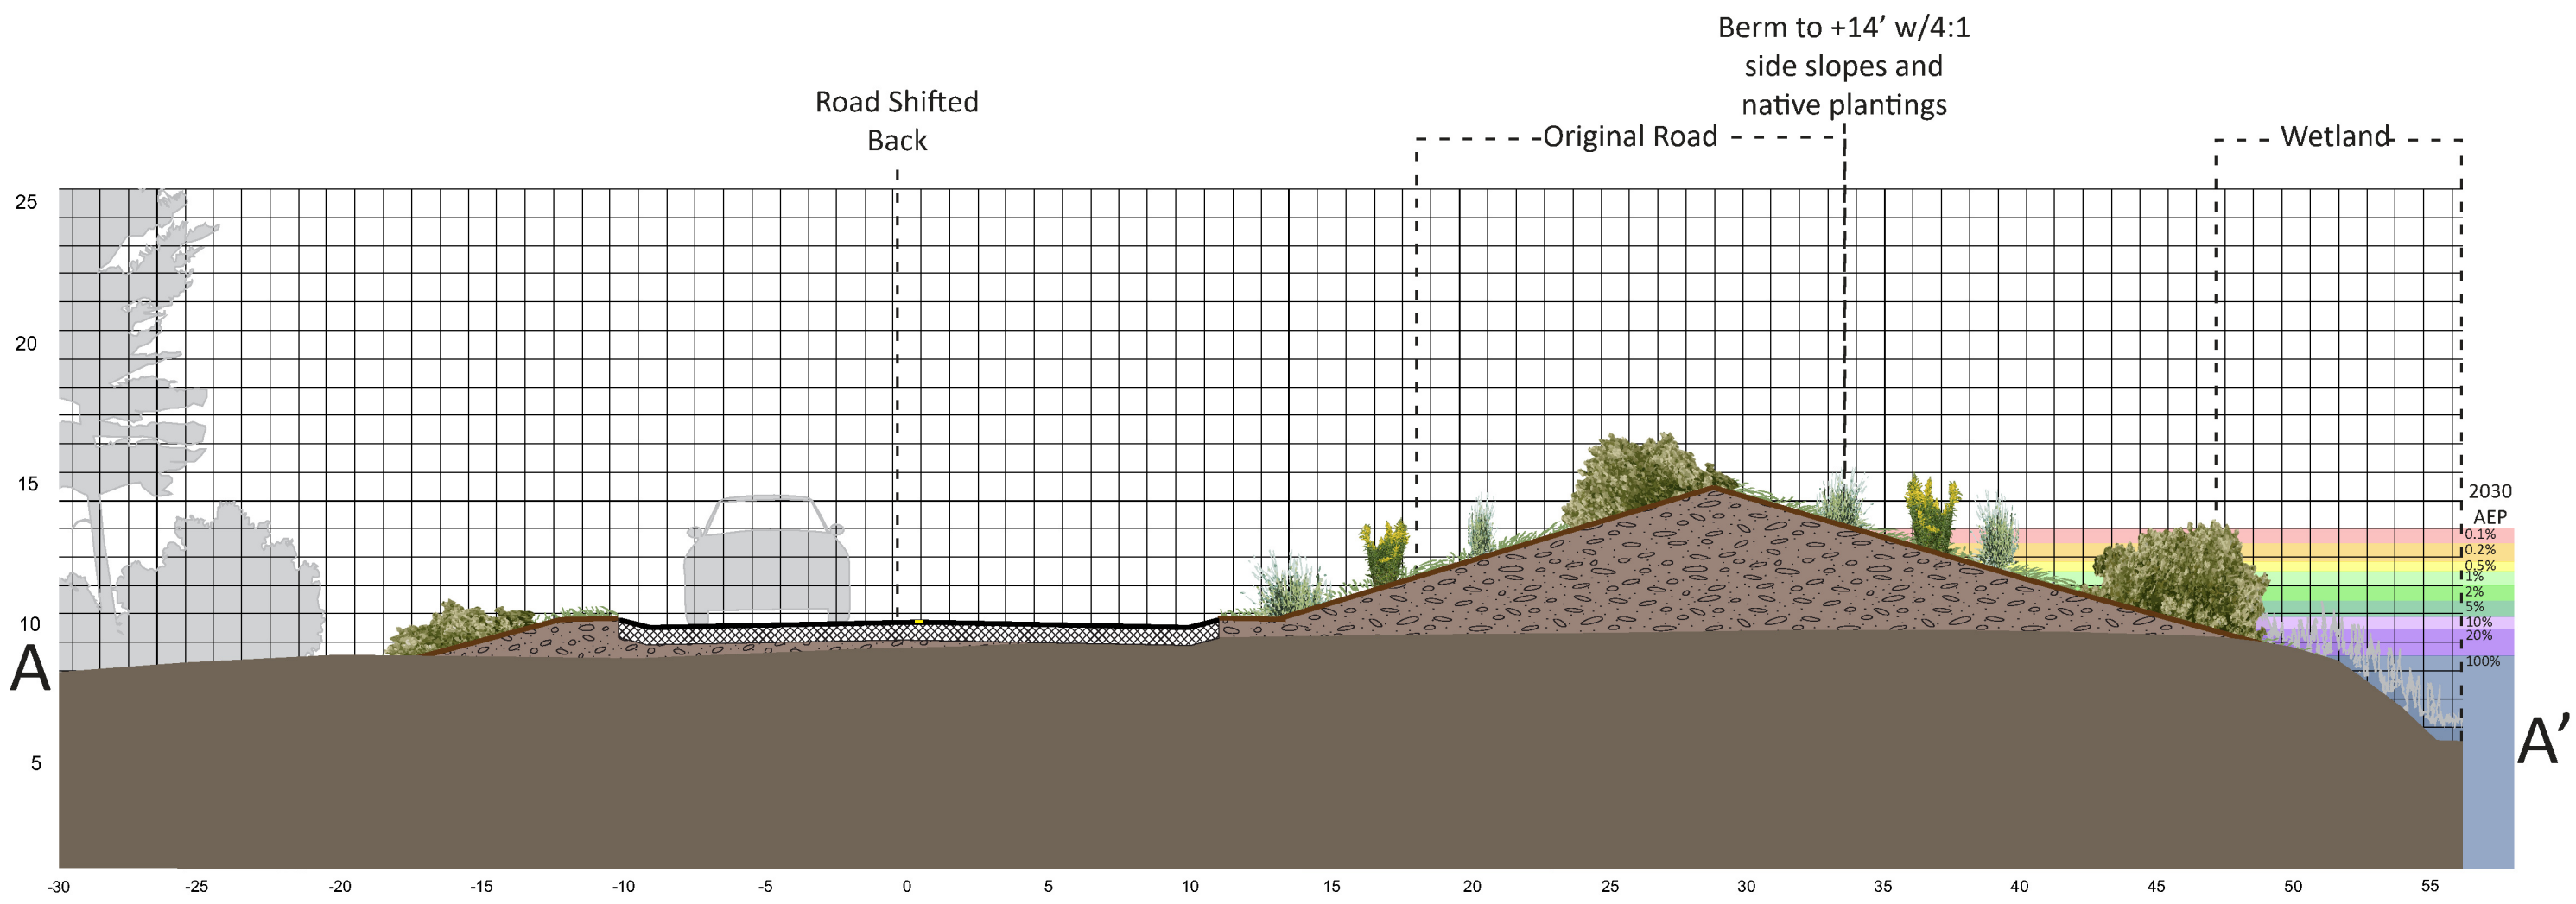 Berm to +14’ w/4:1
side slopes and
native plantings
Road Shifted
Back
Original Road
Wetland
25
20
15
10
5
A
2030
AEP
0.1%
0.2%
0.5%
1%
2%
5%
10%
20%
100%
A’
-30 -25 -20 -15 -10 -5 0 5 10 15 20 25 30 35 40 45 50 55